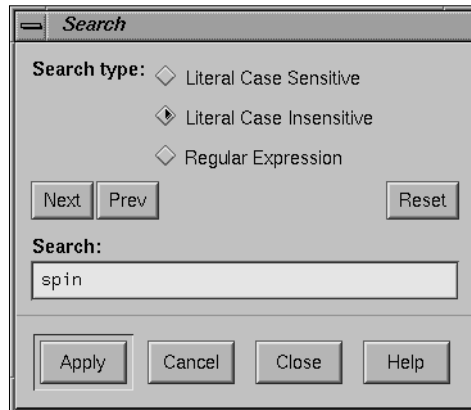 Search
Search type: Literal Case Sensitive
Literal Case Insensitive
Regular Expression
Next Prev Reset
Search:
spin
Apply Cancel Close Help